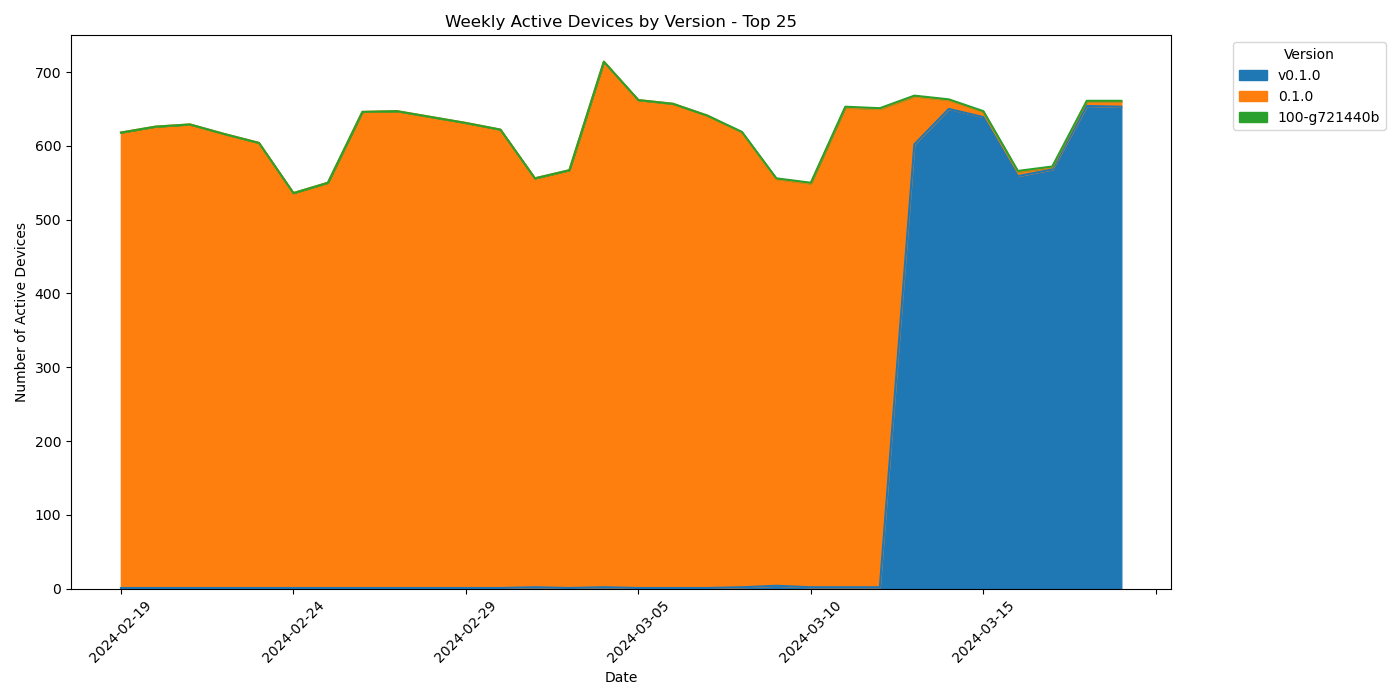 Weekly Active Devices by Version - Top 25
Number of Active Devices
700
600
500
400
300
200
100
0
2024-02-19
2024-02-24
2024-02-29
2024-03-05
2024-03-10
2024-03-15
Date
Version
v0.1.0
0.1.0
100-g721440b